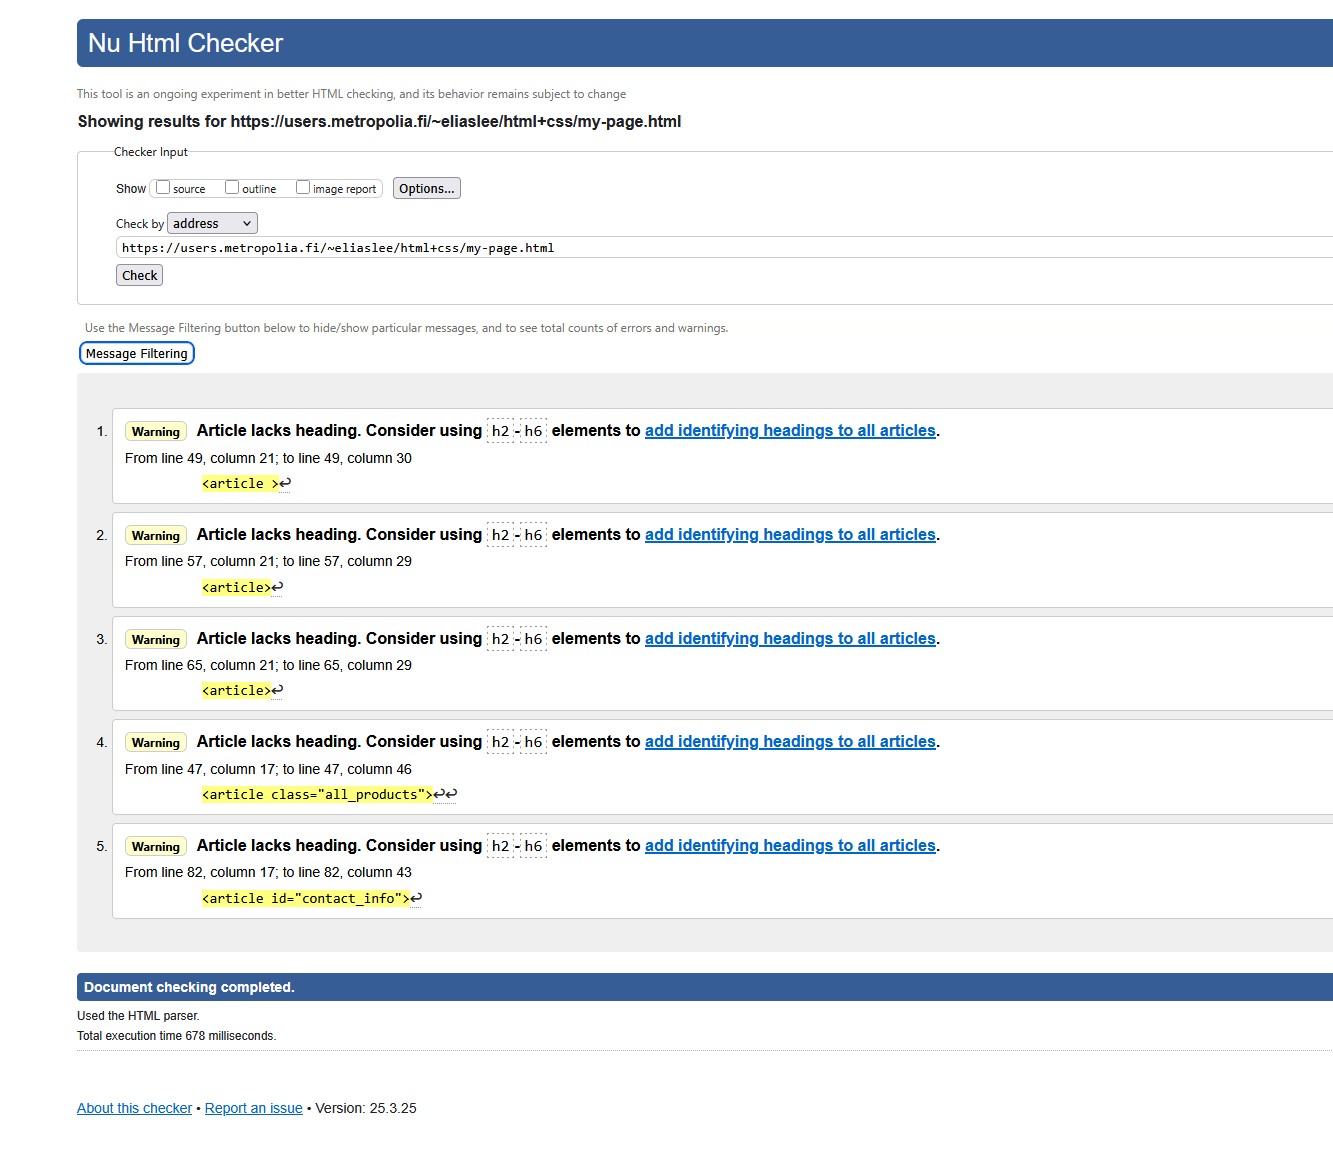 Nu Html Checker
This tool is an ongoing experiment in better HTML checking, and its behavior remains subject to change
Showing results for https://users.metropolia.fi/~eliaslee/html+css/my-page.html
Checker Input
Show source outline image report Options...
Check by address
https://users.metropolia.fi/~eliaslee/html+css/my-page.html
Check
Use the Message Filtering button below to hide/show particular messages, and to see total counts of errors and warnings.
Message Filtering
1. Warning Article lacks heading. Consider using h2-h6 elements to add identifying headings to all articles.
From line 49, column 21; to line 49, column 30
<article >↩
2. Warning Article lacks heading. Consider using h2-h6 elements to add identifying headings to all articles.
From line 57, column 21; to line 57, column 29
<article>↩
3. Warning Article lacks heading. Consider using h2-h6 elements to add identifying headings to all articles.
From line 65, column 21; to line 65, column 29
<article>↩
4. Warning Article lacks heading. Consider using h2-h6 elements to add identifying headings to all articles.
From line 47, column 17; to line 47, column 46
<article class="all_products">↩↩
5. Warning Article lacks heading. Consider using h2-h6 elements to add identifying headings to all articles.
From line 82, column 17; to line 82, column 43
<article id="contact_info">↩
Document checking completed.
Used the HTML parser.
Total execution time 678 milliseconds.
About this checker • Report an issue • Version: 25.3.25